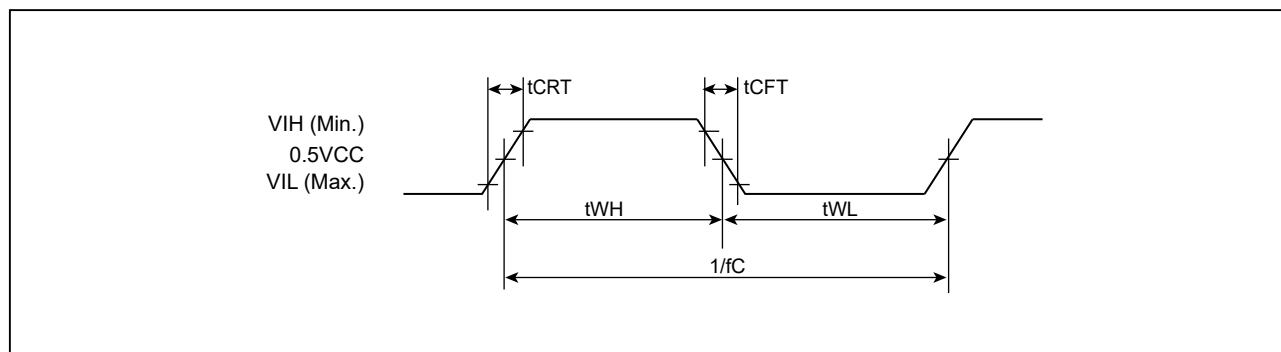 tCRT
tCFT
VIH (Min.)
0.5VCC
VIL (Max.)
tWH
tWL
1/fC